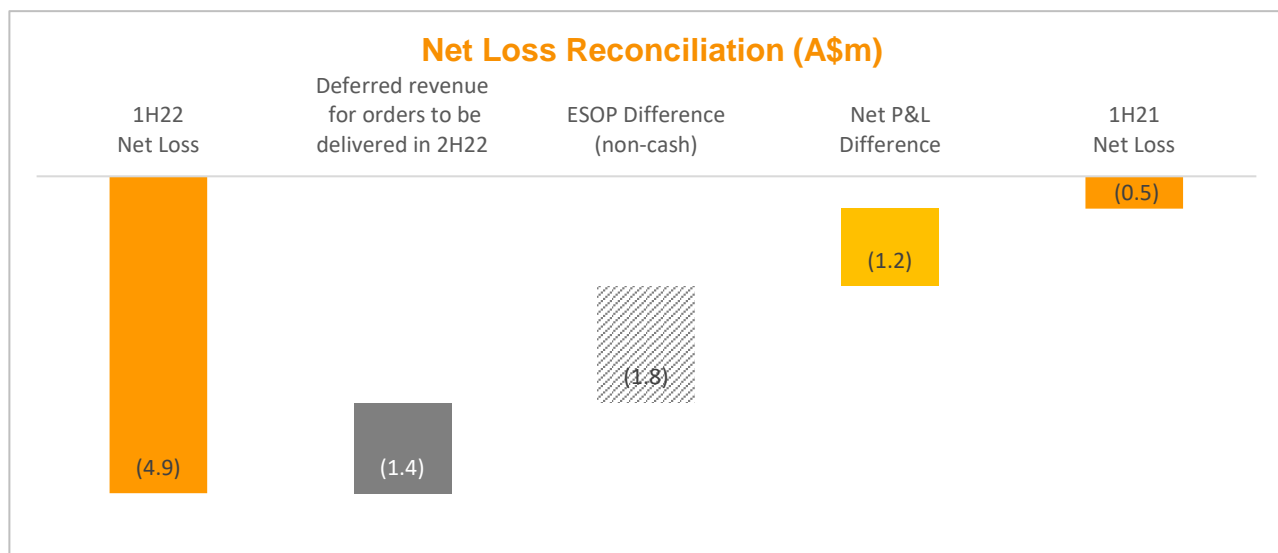 Net Loss Reconciliation (A$m)
1H22
Net Loss
Deferred revenue
for orders to be
delivered in 2H22
ESOP Difference
(non-cash)
Net P&L
Difference
1H21
Net Loss
(4.9)
(1.4)
(1.8)
(1.2)
(0.5)